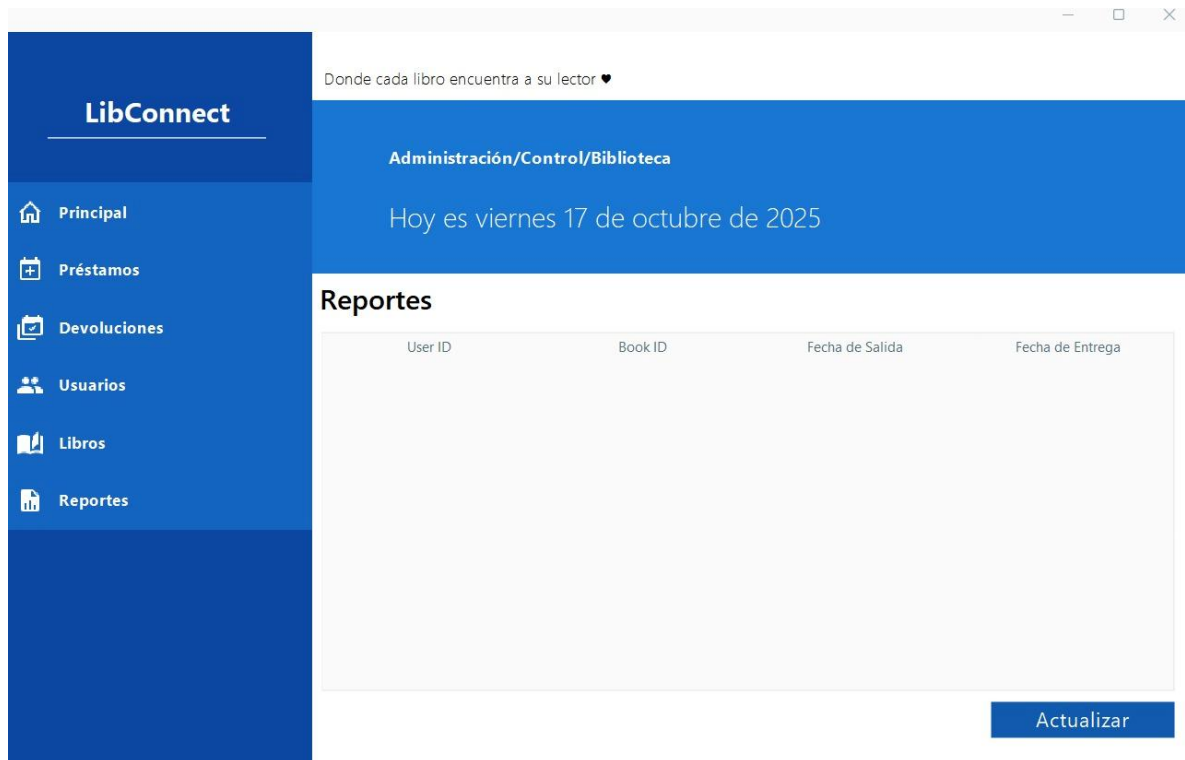 Donde cada libro encuentra a su lector ♥
LibConnect
Administración/Control/Biblioteca
Hoy es viernes 17 de octubre de 2025
Principal
Préstamos
Devoluciones
Usuarios
Libros
Reportes
Reportes
User ID Book ID Fecha de Salida Fecha de Entrega
Actualizar